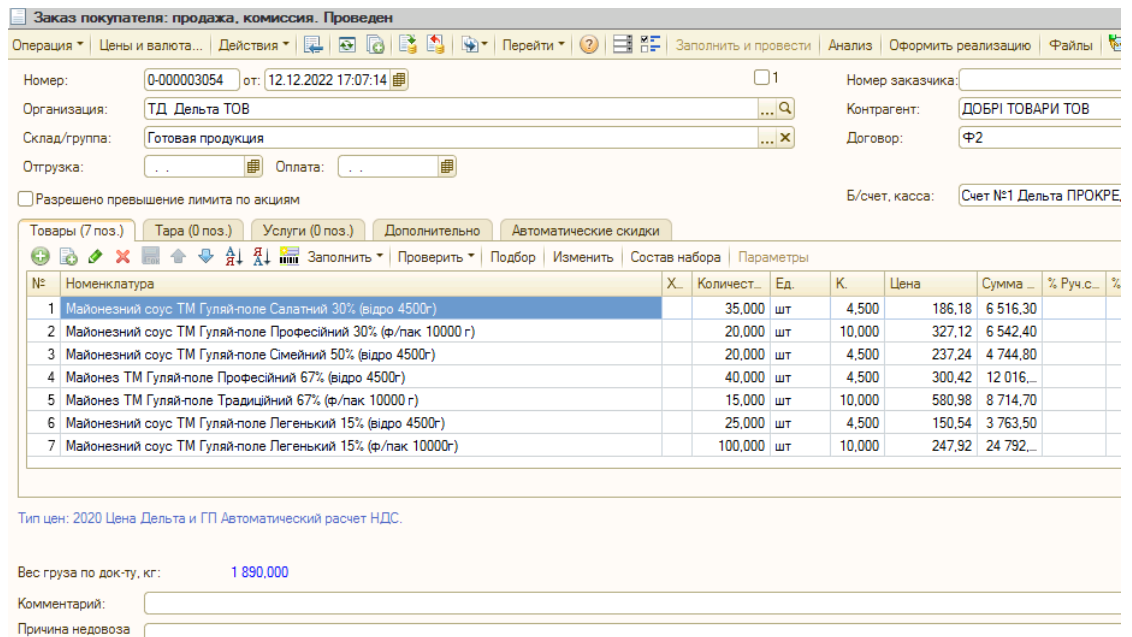 Заказ покупателя: продажа, комиссия. Проведен
Операция Цены и валюта... Действия Перейти Заполнить и провести Анализ Оформить реализацию Файлы
Номер: 0-000003054 от: 12.12.2022 17:07:14 1 Номер заказчика:
Организация: ТД Дельта ТОВ ... Контрагент: ДОБРІ ТОВАРИ ТОВ
Склад/группа: Готовая продукция ... Договор: Ф2
Отгрузка: . . Оплата: . .
Разрешено превышение лимита по акциям Б/счет, касса: Счет №1 Дельта ПРОКРЕ,
Товары (7 поз.) Тара (0 поз.) Услуги (0 поз.) Дополнительно Автоматические скидки
Заполнить Проверить Подбор Изменить Состав набора Параметры
№ Номенклатура Х... Количест... Ед. К. Цена Сумма ... % Руч.с... %
1 Майонезний соус ТМ Гуляй-поле Салатний 30% (відро 4500г) 35,000 шт 4,500 186,18 6 516,30
2 Майонезний соус ТМ Гуляй-поле Професійний 30% (ф/пак 10000 г) 20,000 шт 10,000 327,12 6 542,40
3 Майонезний соус ТМ Гуляй-поле Сімейний 50% (відро 4500г) 20,000 шт 4,500 237,24 4 744,80
4 Майонез ТМ Гуляй-поле Професійний 67% (відро 4500г) 40,000 шт 4,500 300,42 12 016,...
5 Майонез ТМ Гуляй-поле Традиційний 67% (ф/пак 10000 г) 15,000 шт 10,000 580,98 8 714,70
6 Майонезний соус ТМ Гуляй-поле Легенький 15% (відро 4500г) 25,000 шт 4,500 150,54 3 763,50
7 Майонезний соус ТМ Гуляй-поле Легенький 15% (ф/пак 10000г) 100,000 шт 10,000 247,92 24 792,...
Тип цен: 2020 Цена Дельта и ГП Автоматический расчет НДС.
Вес груза по док-ту, кг: 1 890,000
Комментарий:
Причина недовоза